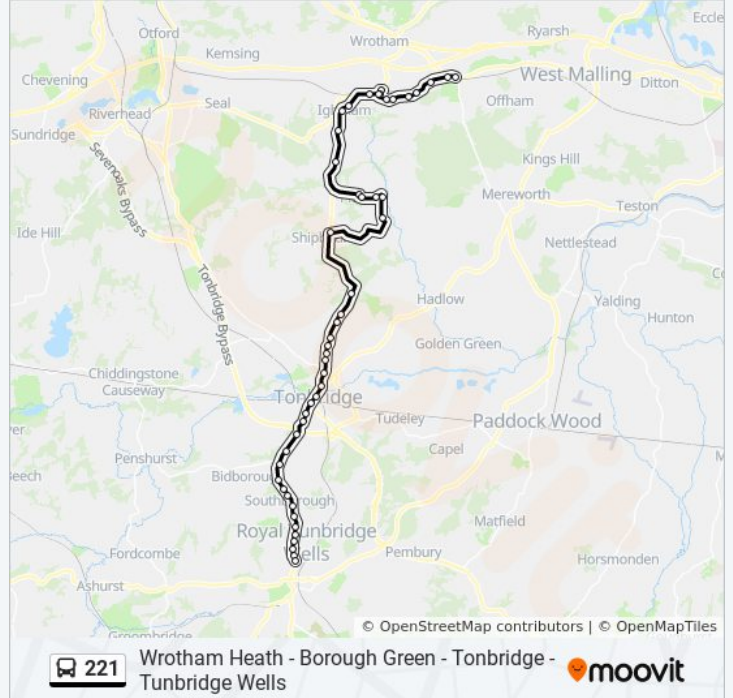 Eccle
Otford
Wrotham
Ryarsh
Kemsing
Chevening
West Malling
Ditton
Seal
Offham
Riverhead
Ightham
Sundridge
Sevenoaks Bypass
Kings Hill
Mereworth
Teston
Ide Hill
Nettlestead
Tonbridge Bypass
Hadlow
Yalding
Hunton
Golden Green
Chiddingstone
Causeway
Tonbridge
Tudeley
Paddock Wood
Capel
Penshurst
Bidborough
Southborough
Matfield
Royal Tunbridge
Wells
Fordcombe
Pembury
Horsmonden
Ashurst
Groombridge
© OpenStreetMap contributors | © OpenMapTiles
221
Wrotham Heath - Borough Green - Tonbridge -
Tunbridge Wells
moovit